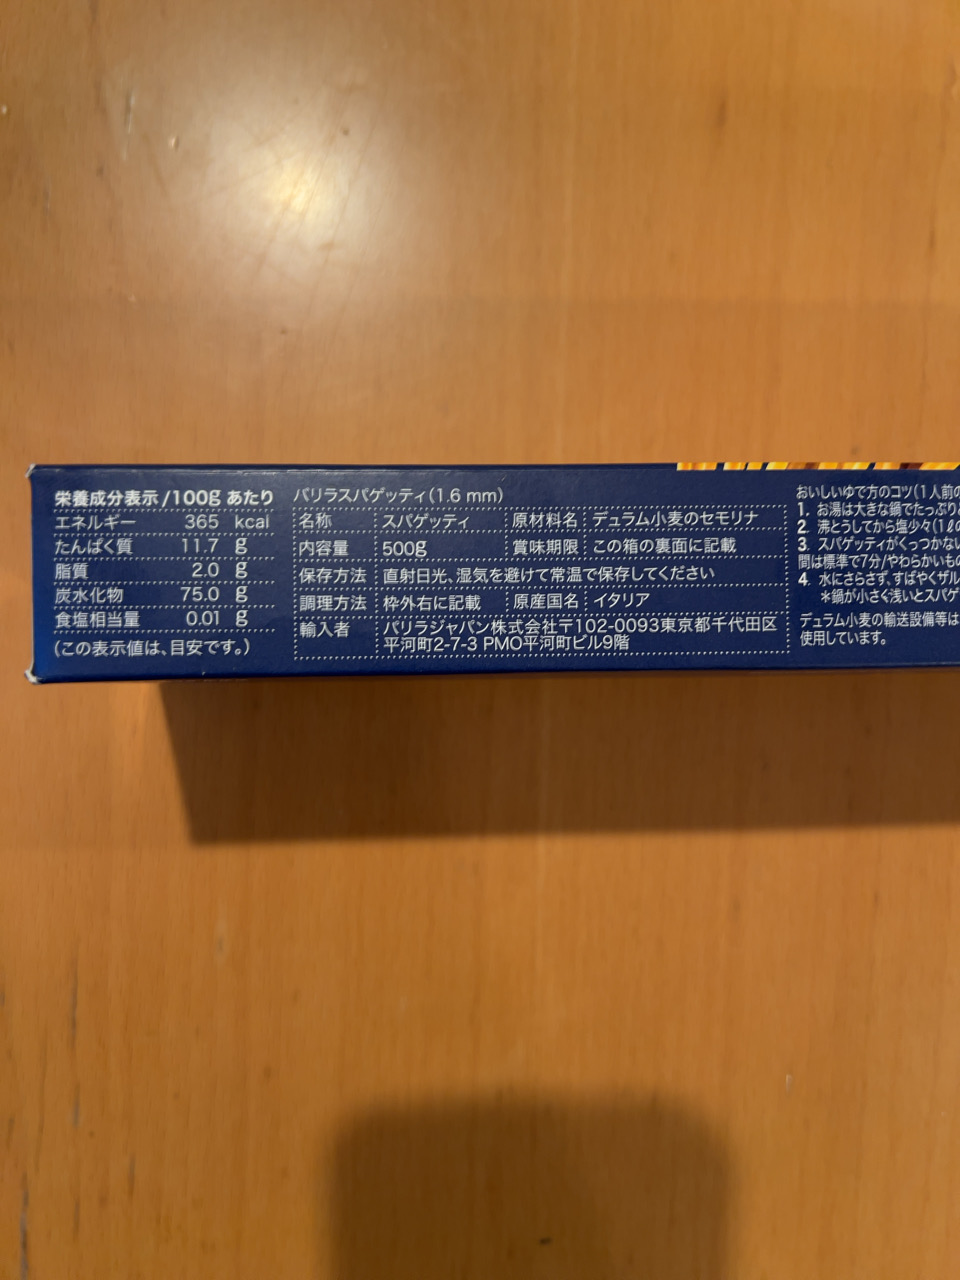 栄養成分表示/100gあたり
エネルギー 365 kcal
たんぱく質 11.7 g
脂質 2.0 g
炭水化物 75.0 g
食塩相当量 0.01 g
(この表示値は、目安です。)
バリラスパゲッティ(1.6 mm)
名称 スパゲッティ 原材料名 デュラム小麦のセモリナ
内容量 500g 賞味期限 この箱の裏面に記載
保存方法 直射日光、湿気を避けて常温で保存してください
調理方法 枠外右に記載 原産国名 イタリア
輸入者 バリラジャパン株式会社〒102-0093東京都千代田区
平河町2-7-3 PMO平河町ビル9階
おいしいゆで方のコツ(1人前の
1. お湯は大きな鍋でたっぷり
2. 沸とうしてから塩少々(1ℓの
3. スパゲッティがくっつかない
間は標準で7分/やわらかいも
4. 水にさらさず、すばやくザル
*鍋が小さく浅いとスパゲ
デュラム小麦の輸送設備等は
使用しています。